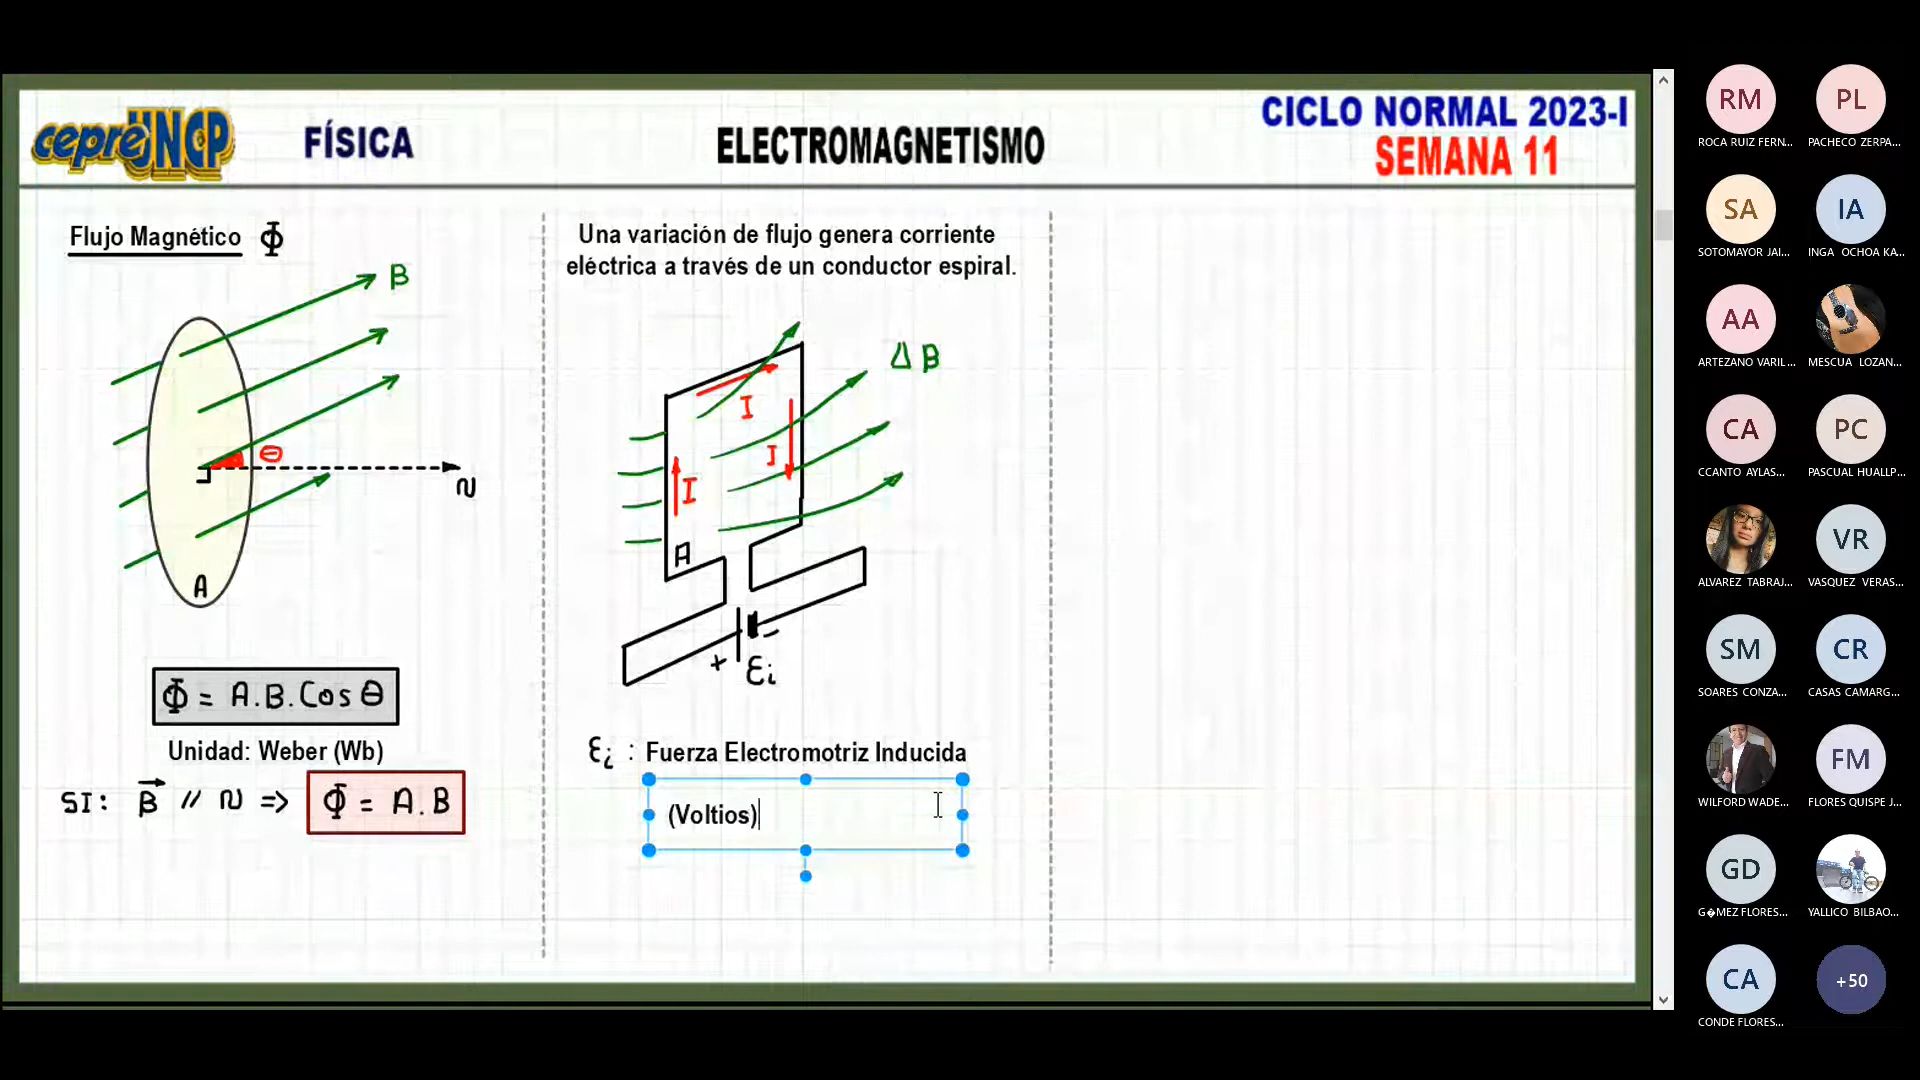 cepreUNCP
FÍSICA
ELECTROMAGNETISMO
CICLO NORMAL 2023-I
SEMANA 11
Flujo Magnético Φ
B
θ
N
A
Φ = A.B.Cos θ
Unidad: Weber (Wb)
SI: B⃗ // N => Φ = A.B
Una variación de flujo genera corriente
eléctrica a través de un conductor espiral.
Δ B
I
I
I
A
+ -
Ɛi
Ɛi : Fuerza Electromotriz Inducida
(Voltios)
RM
ROCA RUIZ FERN...
PL
PACHECO ZERPA...
SA
SOTOMAYOR JAI...
IA
INGA OCHOA KA...
AA
ARTEZANO VARIL...
MESCUA LOZAN...
CA
CCANTO AYLAS...
PC
PASCUAL HUALLP...
ALVAREZ TABRAJ...
VR
VASQUEZ VERAS...
SM
SOARES CONZA...
CR
CASAS CAMARG...
WILFORD WADE...
FM
FLORES QUISPE J...
GD
G�MEZ FLORES...
YALLICO BILBAO...
CA
CONDE FLORES...
+50